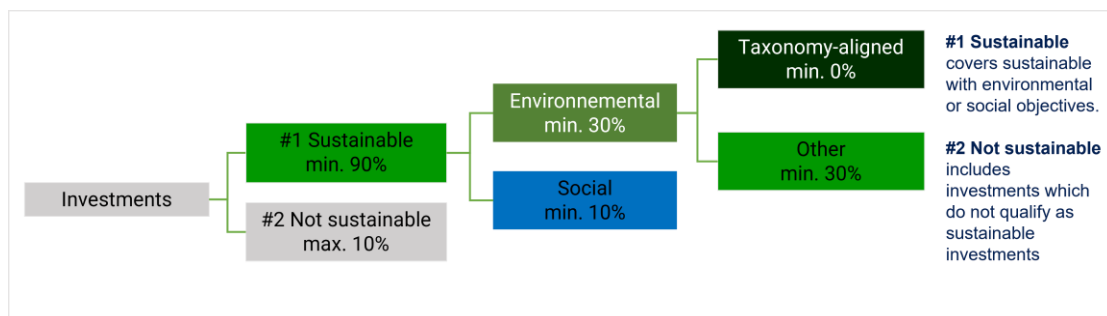 Investments
#1 Sustainable
min. 90%
#2 Not sustainable
max. 10%
Environnemental
min. 30%
Social
min. 10%
Taxonomy-aligned
min. 0%
Other
min. 30%
#1 Sustainable
covers sustainable
with environmental
or social objectives.
#2 Not sustainable
includes
investments which
do not qualify as
sustainable
investments